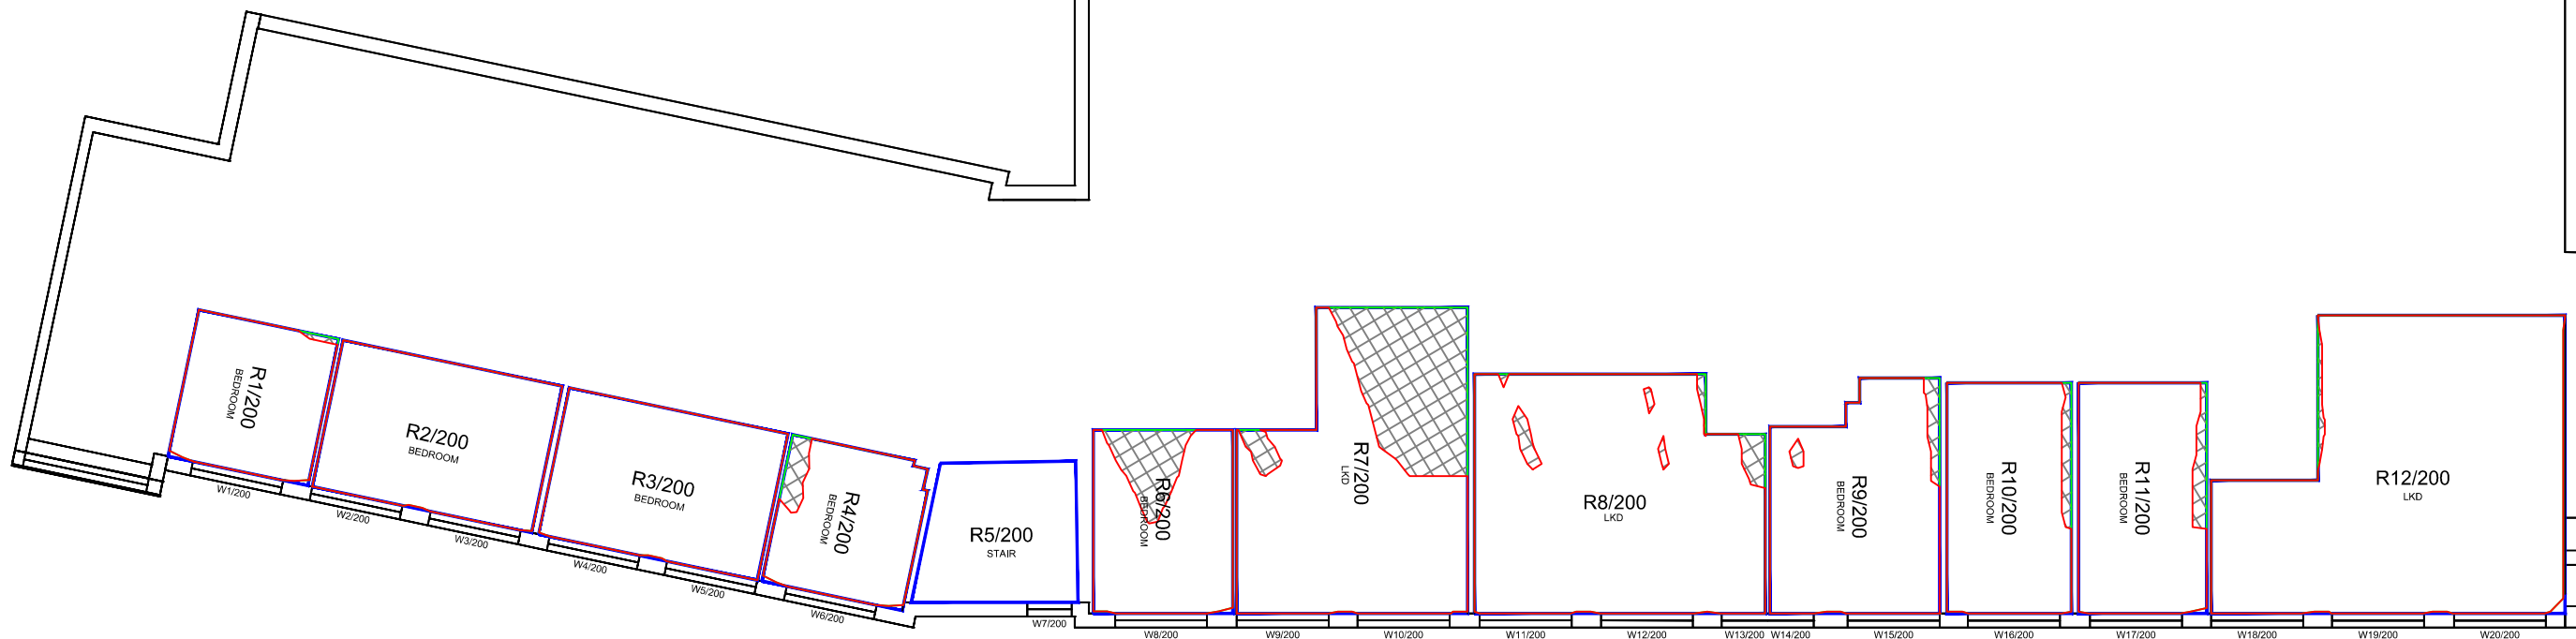 R1/200
BEDROOM
R2/200
BEDROOM
R3/200
BEDROOM
R4/200
BEDROOM
R5/200
STAIR
R6/200
BEDROOM
R7/200
LKD
R8/200
LKD
R9/200
BEDROOM
R10/200
BEDROOM
R11/200
BEDROOM
R12/200
LKD
W1/200
W2/200
W3/200
W4/200
W5/200
W6/200
W7/200
W8/200
W9/200
W10/200
W11/200
W12/200
W13/200
W14/200
W15/200
W16/200
W17/200
W18/200
W19/200
W20/200